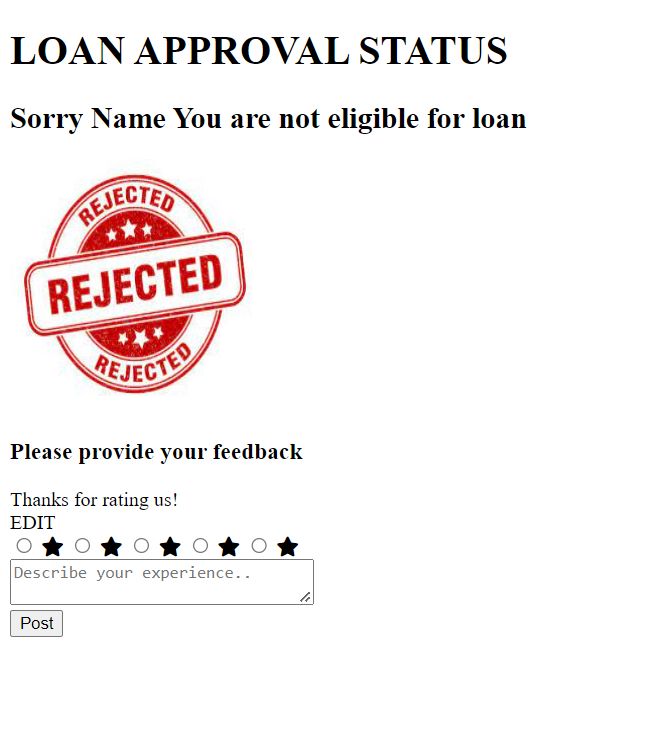 LOAN APPROVAL STATUS
Sorry Name You are not eligible for loan
REJECTED
REJECTED
REJECTED
Please provide your feedback
Thanks for rating us!
EDIT
Describe your experience..
Post